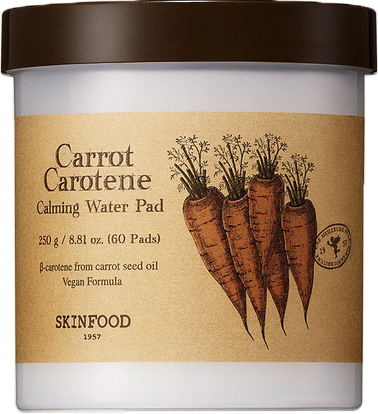 Carrot
Carotene
Calming Water Pad
250 g / 8.81 oz. (60 Pads)
β-carotene from carrot seed oil
Vegan Formula
SKINFOOD
1957